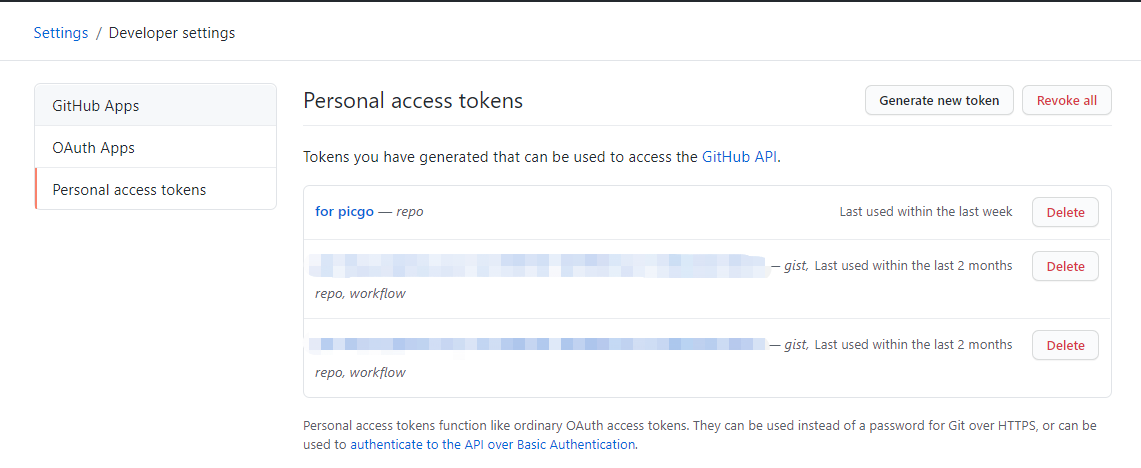 Settings / Developer settings
GitHub Apps
OAuth Apps
Personal access tokens
Personal access tokens
Generate new token
Revoke all
Tokens you have generated that can be used to access the GitHub API.
for picgo — repo
Last used within the last week
Delete
— gist,
Last used within the last 2 months
Delete
repo, workflow
— gist,
Last used within the last 2 months
Delete
repo, workflow
Personal access tokens function like ordinary OAuth access tokens. They can be used instead of a password for Git over HTTPS, or can be
used to authenticate to the API over Basic Authentication.